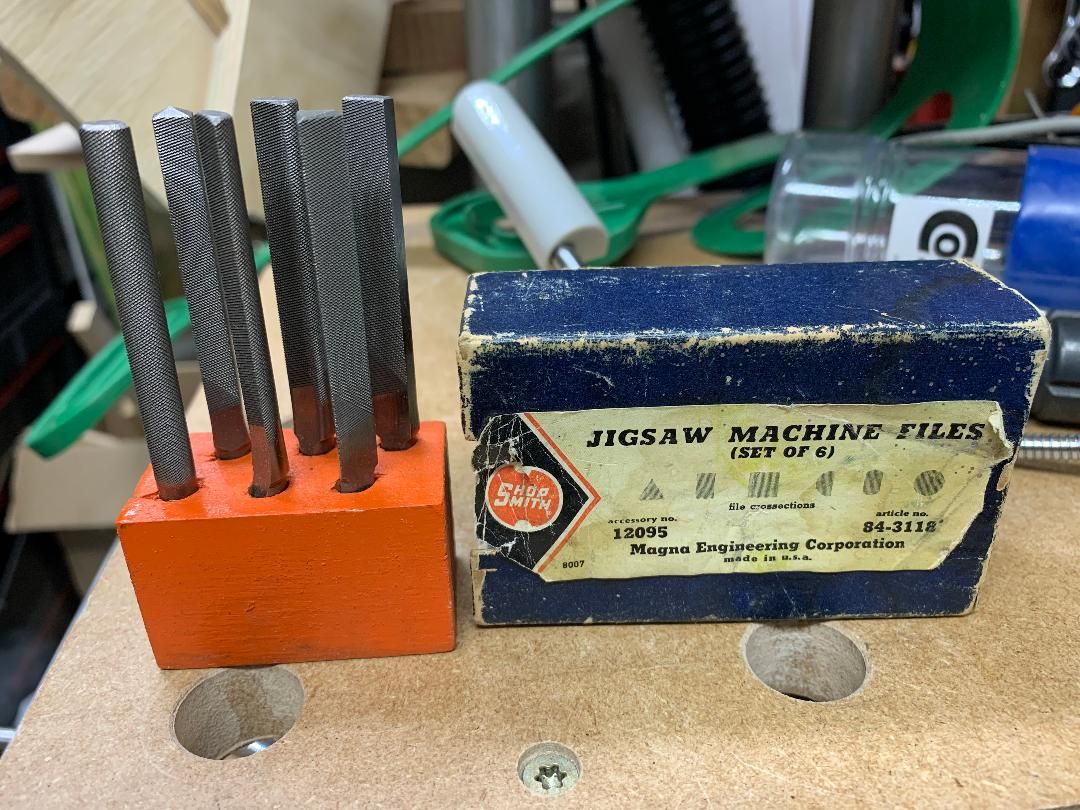 JIGSAW MACHINE FILES
(SET OF 6)
SHOP
SMITH
file crossections
accessory no.
12095
article no.
84-3118
Magna Engineering Corporation
made in u.s.a.
8007